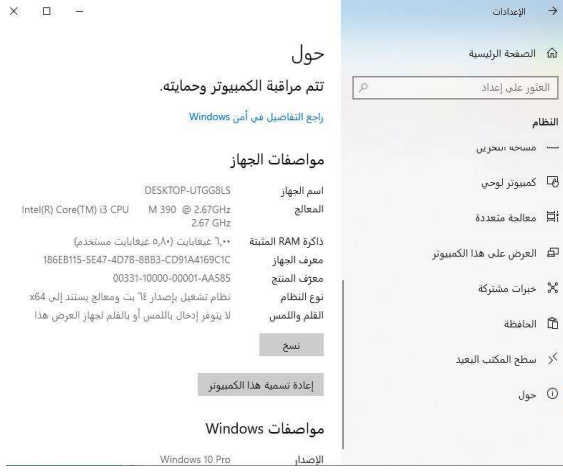 الإعدادات
الصفحة الرئيسية
العثور على إعداد
النظام
مساحة التخزين
كمبيوتر لوحي
معالجة متعددة
العرض على هذا الكمبيوتر
خبرات مشتركة
الحافظة
سطح المكتب البعيد
حول
حول
تتم مراقبة الكمبيوتر وحمايته.
راجع التفاصيل في أمن Windows
مواصفات الجهاز
اسم الجهاز DESKTOP-UTGG8LS
المعالج Intel(R) Core(TM) i3 CPU M 390 @ 2.67GHz
2.67 GHz
ذاكرة RAM المثبتة ٦,٠٠ غيغابايت (٥,٨٠ غيغابايت مستخدم)
معرف الجهاز 186EB115-5E47-4D7B-8BB3-CD91A4169C1C
معرّف المنتج 00331-10000-00001-AA585
نوع النظام نظام تشغيل بإصدار ٦٤ بت ومعالج يستند إلى x64
القلم واللمس لا يتوفر إدخال باللمس أو بالقلم لجهاز العرض هذا
نسخ
إعادة تسمية هذا الكمبيوتر
مواصفات Windows
الإصدار Windows 10 Pro